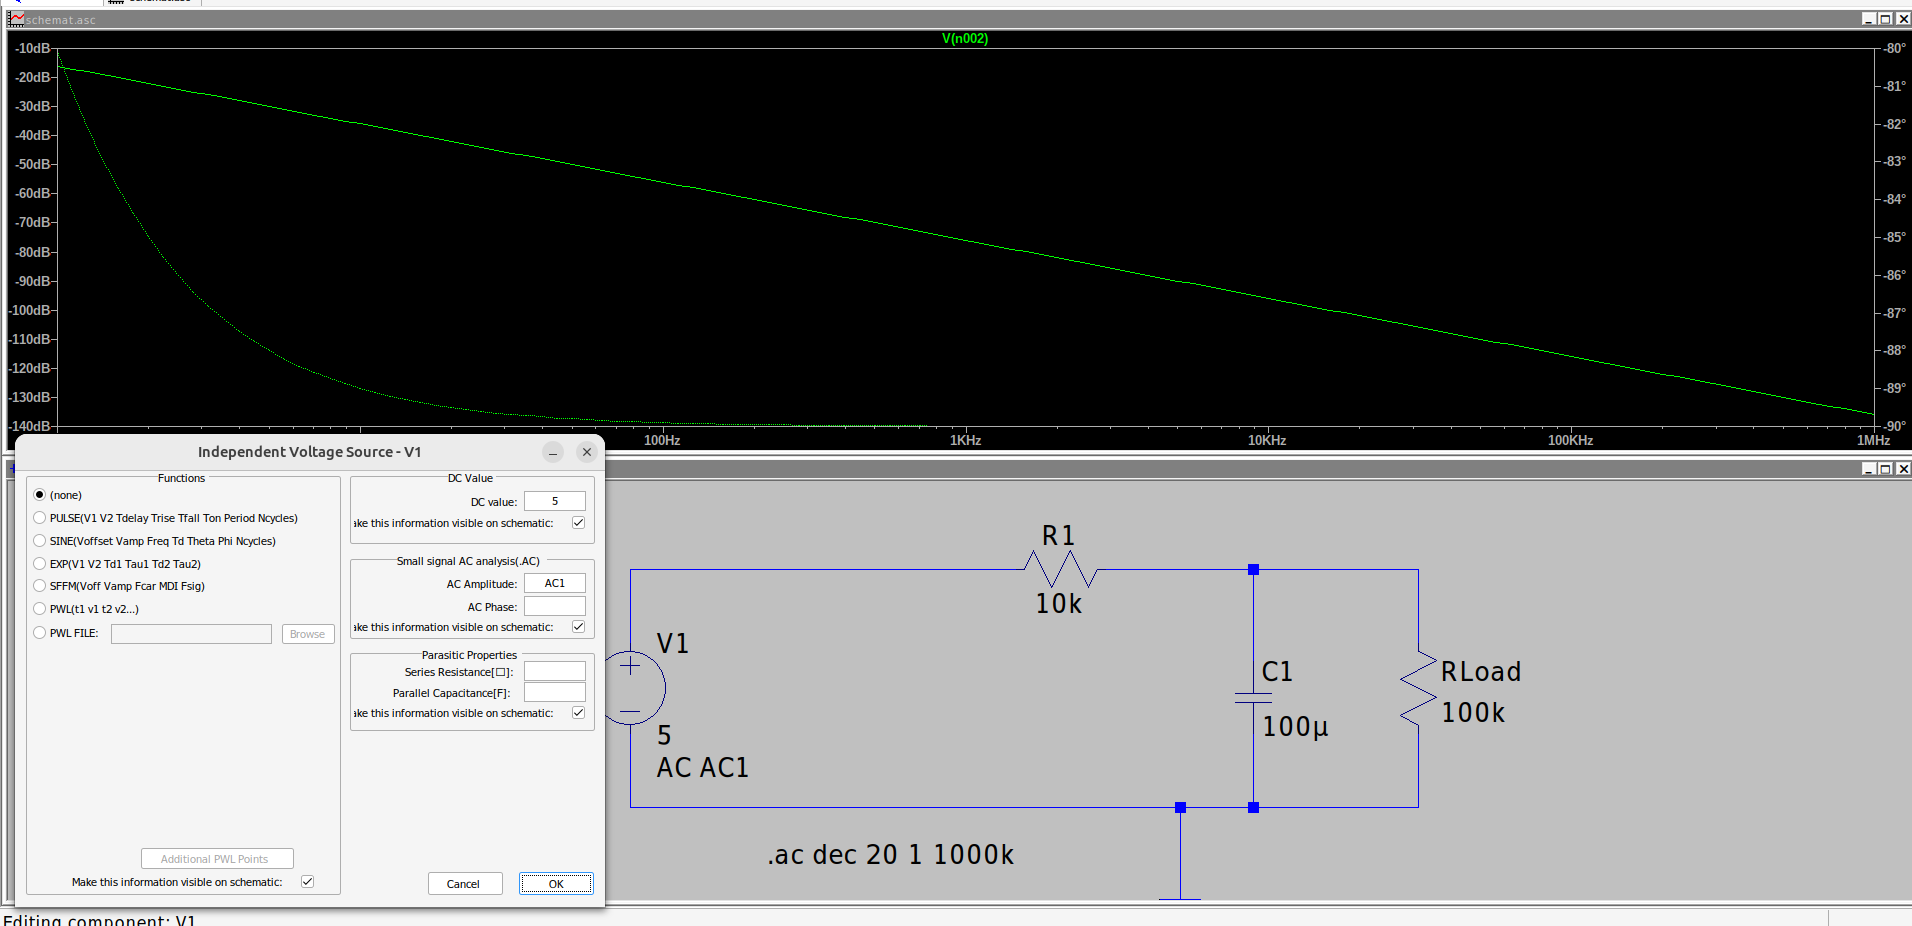 schemat.asc
V(n002)
-10dB
-20dB
-30dB
-40dB
-50dB
-60dB
-70dB
-80dB
-90dB
-100dB
-110dB
-120dB
-130dB
-140dB
-80°
-81°
-82°
-83°
-84°
-85°
-86°
-87°
-88°
-89°
-90°
100Hz
1KHz
10KHz
100KHz
1MHz
Independent Voltage Source - V1
Functions
(none)
PULSE(V1 V2 Tdelay Trise Tfall Ton Period Ncycles)
SINE(Voffset Vamp Freq Td Theta Phi Ncycles)
EXP(V1 V2 Td1 Tau1 Td2 Tau2)
SFFM(Voff Vamp Fcar MDI Fsig)
PWL(t1 v1 t2 v2...)
PWL FILE:
Browse
Additional PWL Points
Make this information visible on schematic:
DC Value
DC value: 5
ake this information visible on schematic:
Small signal AC analysis(.AC)
AC Amplitude: AC1
AC Phase:
ake this information visible on schematic:
Parasitic Properties
Series Resistance[□]:
Parallel Capacitance[F]:
ake this information visible on schematic:
Cancel
OK
R1
10k
V1
5
AC AC1
C1
100µ
RLoad
100k
.ac dec 20 1 1000k
Editing component: V1